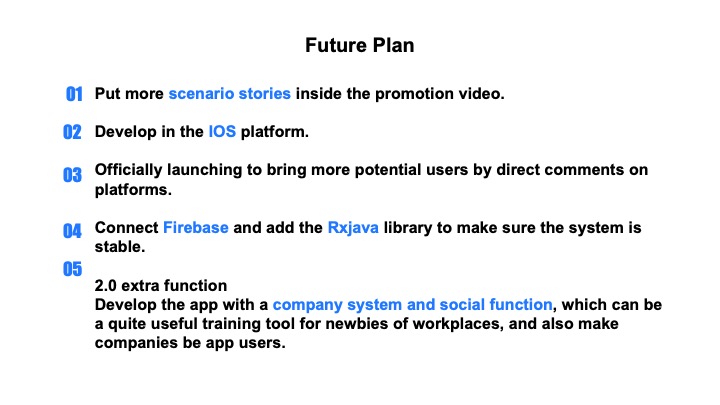 Future Plan
01 Put more scenario stories inside the promotion video.
02 Develop in the IOS platform.
03 Officially launching to bring more potential users by direct comments on
platforms.
04 Connect Firebase and add the Rxjava library to make sure the system is
stable.
05
2.0 extra function
Develop the app with a company system and social function, which can be
a quite useful training tool for newbies of workplaces, and also make
companies be app users.